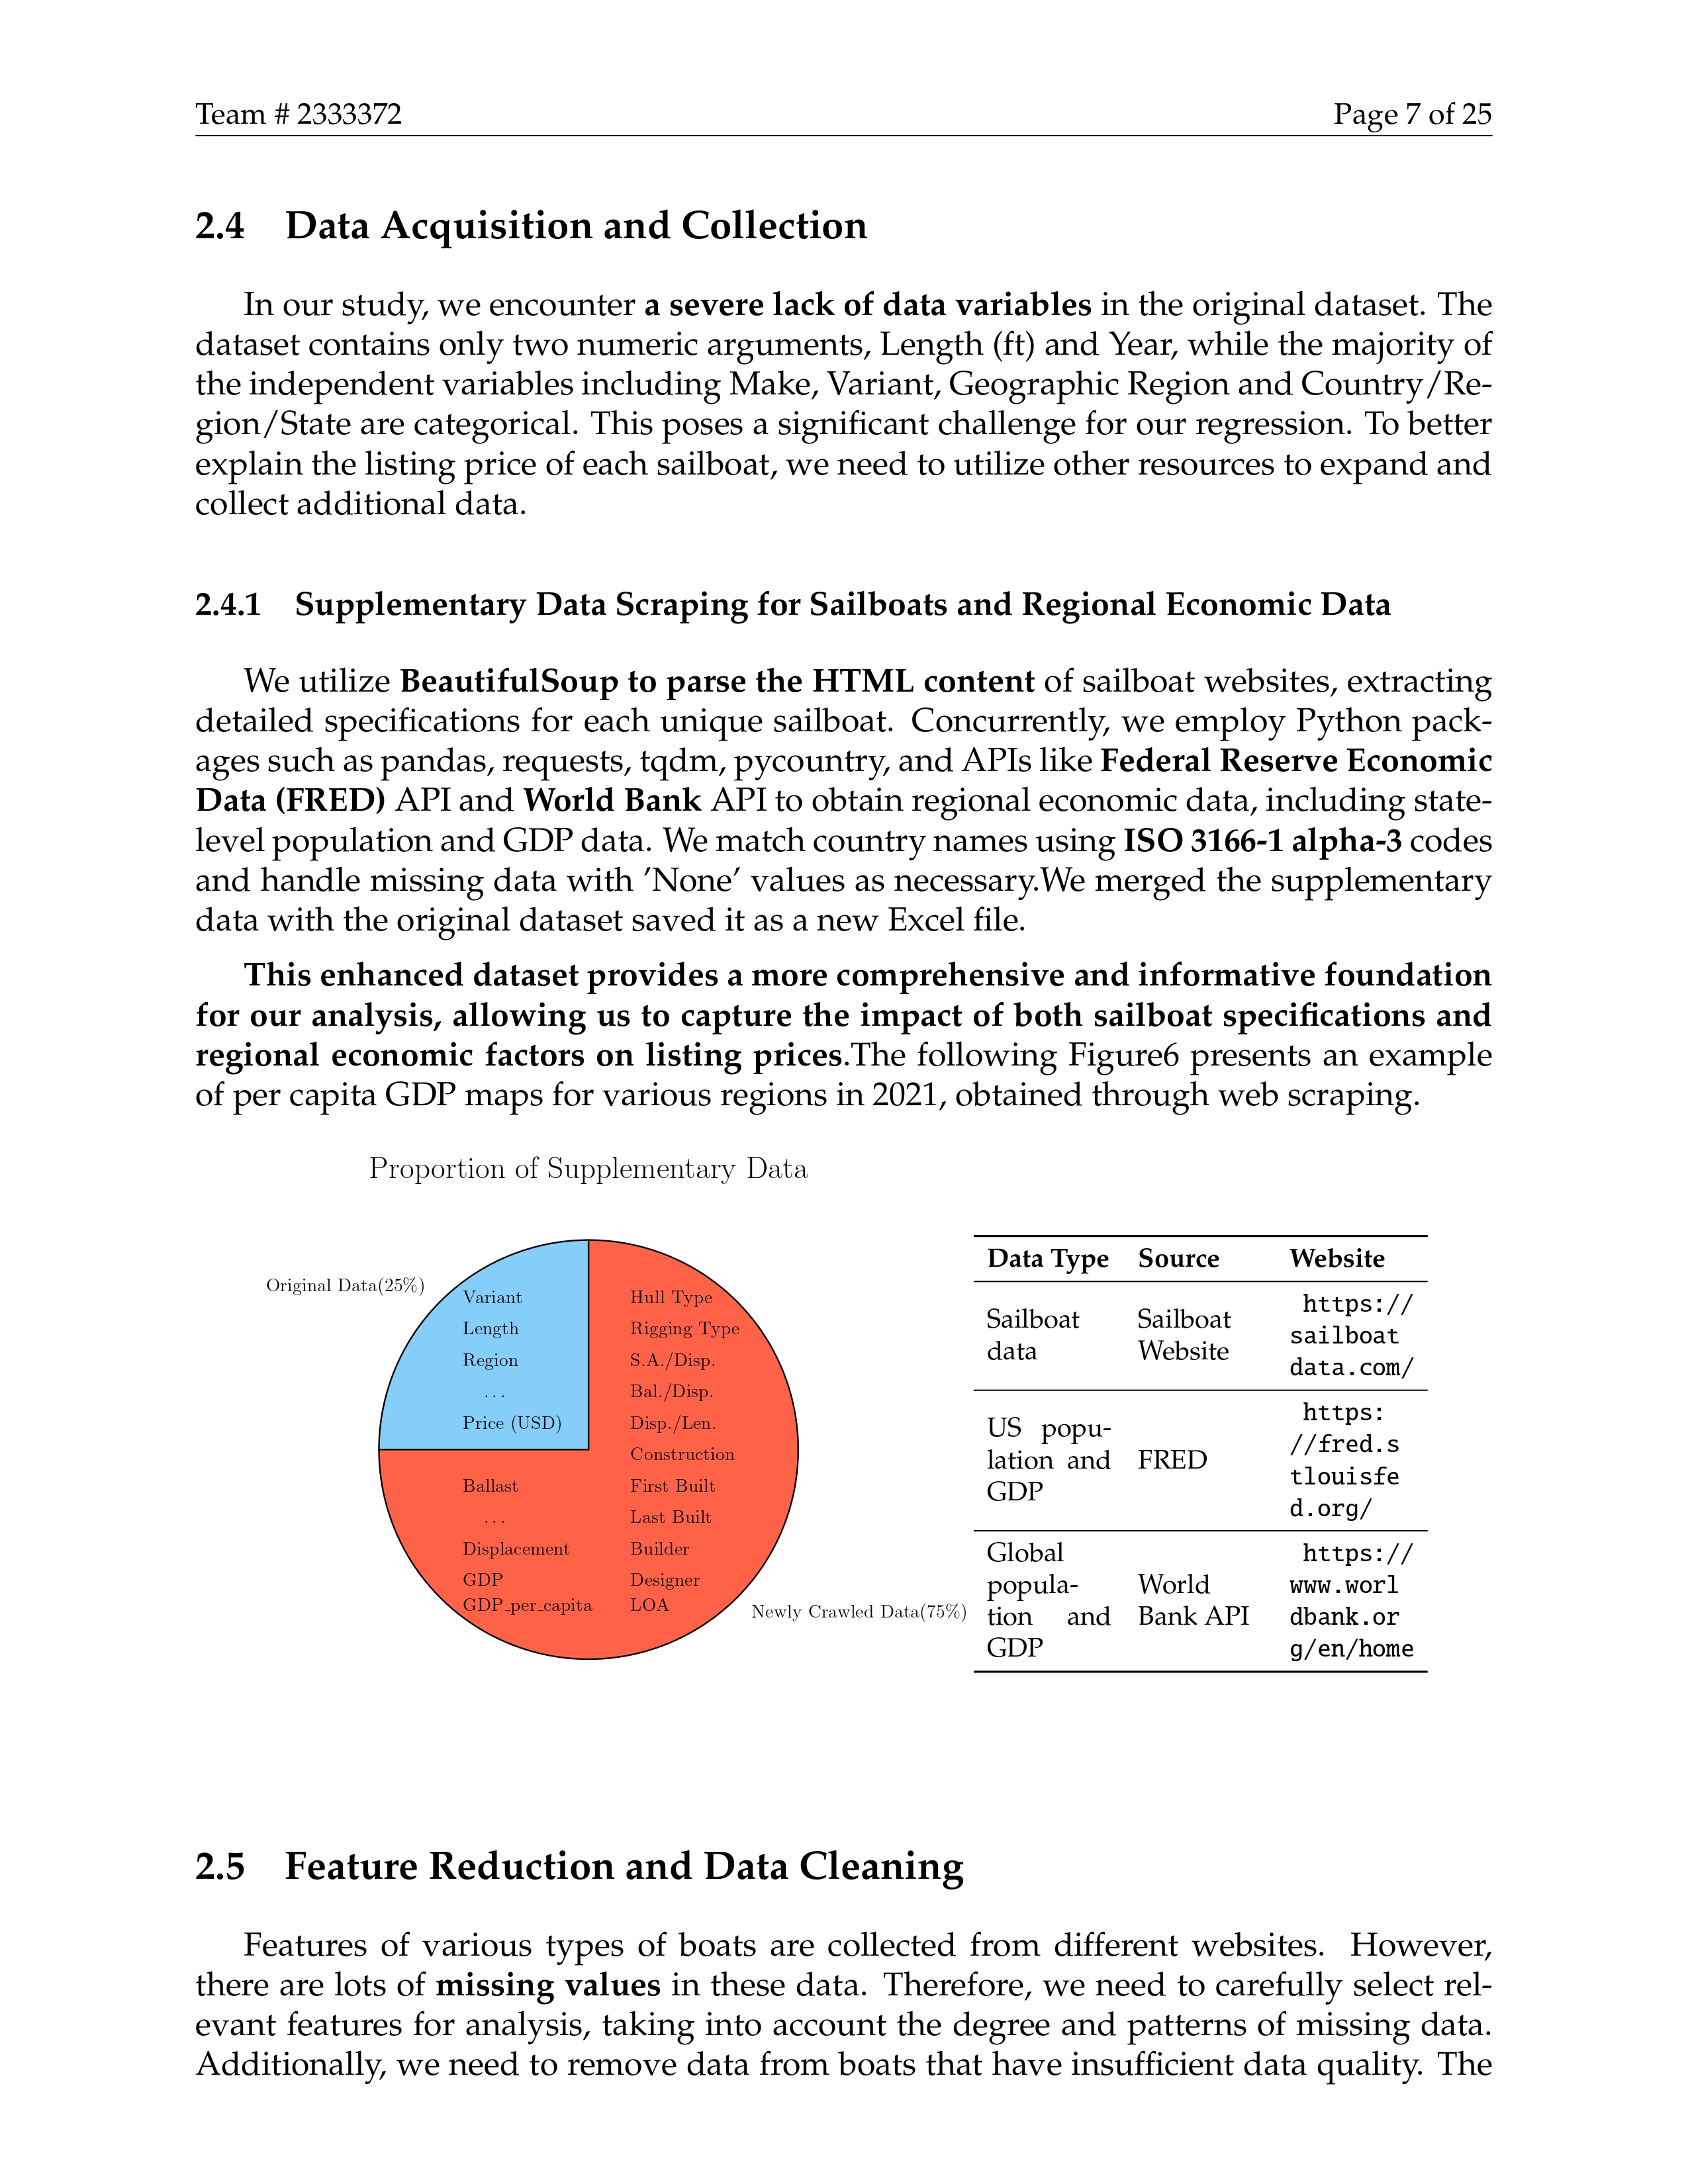 Team # 2333372
Page 7 of 25
2.4 Data Acquisition and Collection
In our study, we encounter a severe lack of data variables in the original dataset. The
dataset contains only two numeric arguments, Length (ft) and Year, while the majority of
the independent variables including Make, Variant, Geographic Region and Country/Re-
gion/State are categorical. This poses a significant challenge for our regression. To better
explain the listing price of each sailboat, we need to utilize other resources to expand and
collect additional data.
2.4.1 Supplementary Data Scraping for Sailboats and Regional Economic Data
We utilize BeautifulSoup to parse the HTML content of sailboat websites, extracting
detailed specifications for each unique sailboat. Concurrently, we employ Python pack-
ages such as pandas, requests, tqdm, pycountry, and APIs like Federal Reserve Economic
Data (FRED) API and World Bank API to obtain regional economic data, including state-
level population and GDP data. We match country names using ISO 3166-1 alpha-3 codes
and handle missing data with ’None’ values as necessary.We merged the supplementary
data with the original dataset saved it as a new Excel file.
This enhanced dataset provides a more comprehensive and informative foundation
for our analysis, allowing us to capture the impact of both sailboat specifications and
regional economic factors on listing prices.The following Figure6 presents an example
of per capita GDP maps for various regions in 2021, obtained through web scraping.
Proportion of Supplementary Data
Original Data(25%)
Variant
Length
Region
...
Price (USD)
Ballast
...
Displacement
GDP
GDP_per_capita
Hull Type
Rigging Type
S.A./Disp.
Bal./Disp.
Disp./Len.
Construction
First Built
Last Built
Builder
Designer
LOA
Newly Crawled Data(75%)
Data Type Source Website
Sailboat
data
Sailboat
Website
https://
sailboat
data.com/
US popu-
lation and
GDP
FRED
https:
//fred.s
tlouisfe
d.org/
Global
popula-
tion and
GDP
World
Bank API
https://
www.worl
dbank.or
g/en/home
2.5 Feature Reduction and Data Cleaning
Features of various types of boats are collected from different websites. However,
there are lots of missing values in these data. Therefore, we need to carefully select rel-
evant features for analysis, taking into account the degree and patterns of missing data.
Additionally, we need to remove data from boats that have insufficient data quality. The